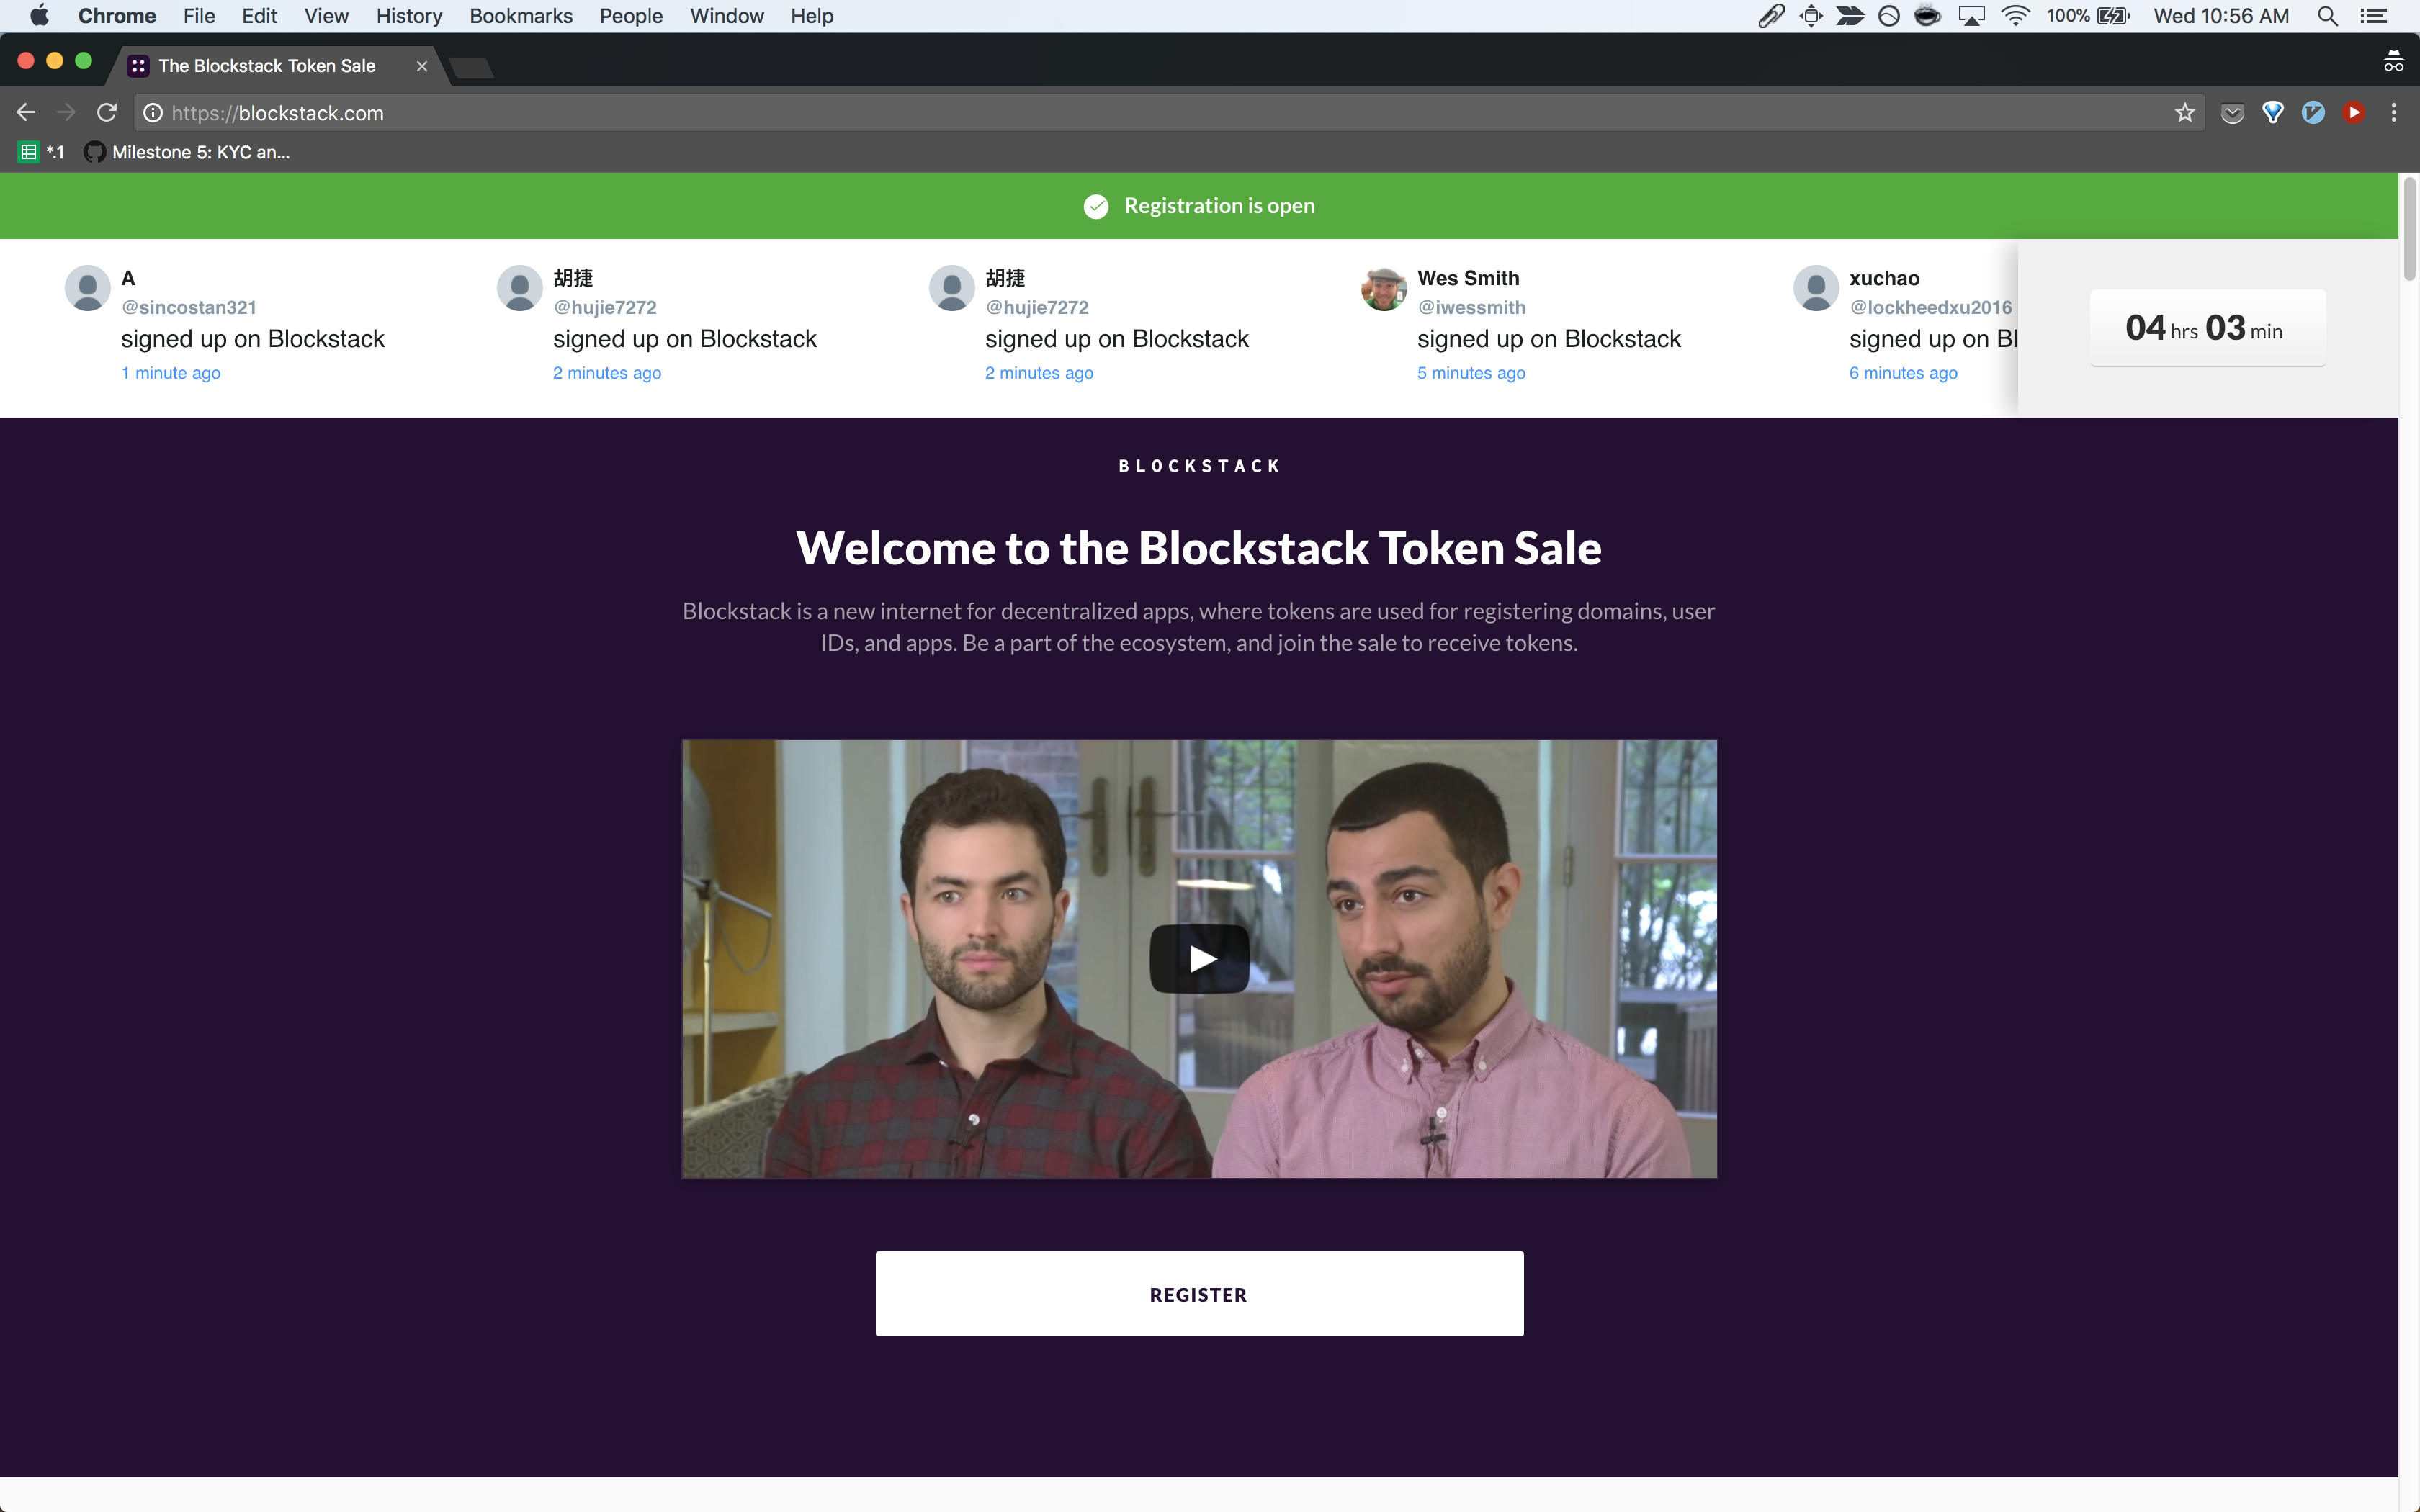 Chrome File Edit View History Bookmarks People Window Help 100% Wed 10:56 AM
The Blockstack Token Sale
https://blockstack.com
*.1 Milestone 5: KYC an...
Registration is open
A
@sincostan321
signed up on Blockstack
1 minute ago
胡捷
@hujie7272
signed up on Blockstack
2 minutes ago
胡捷
@hujie7272
signed up on Blockstack
2 minutes ago
Wes Smith
@iwessmith
signed up on Blockstack
5 minutes ago
xuchao
@lockheedxu2016
signed up on Bl
6 minutes ago
04 hrs 03 min
BLOCKSTACK
Welcome to the Blockstack Token Sale
Blockstack is a new internet for decentralized apps, where tokens are used for registering domains, user
IDs, and apps. Be a part of the ecosystem, and join the sale to receive tokens.
REGISTER